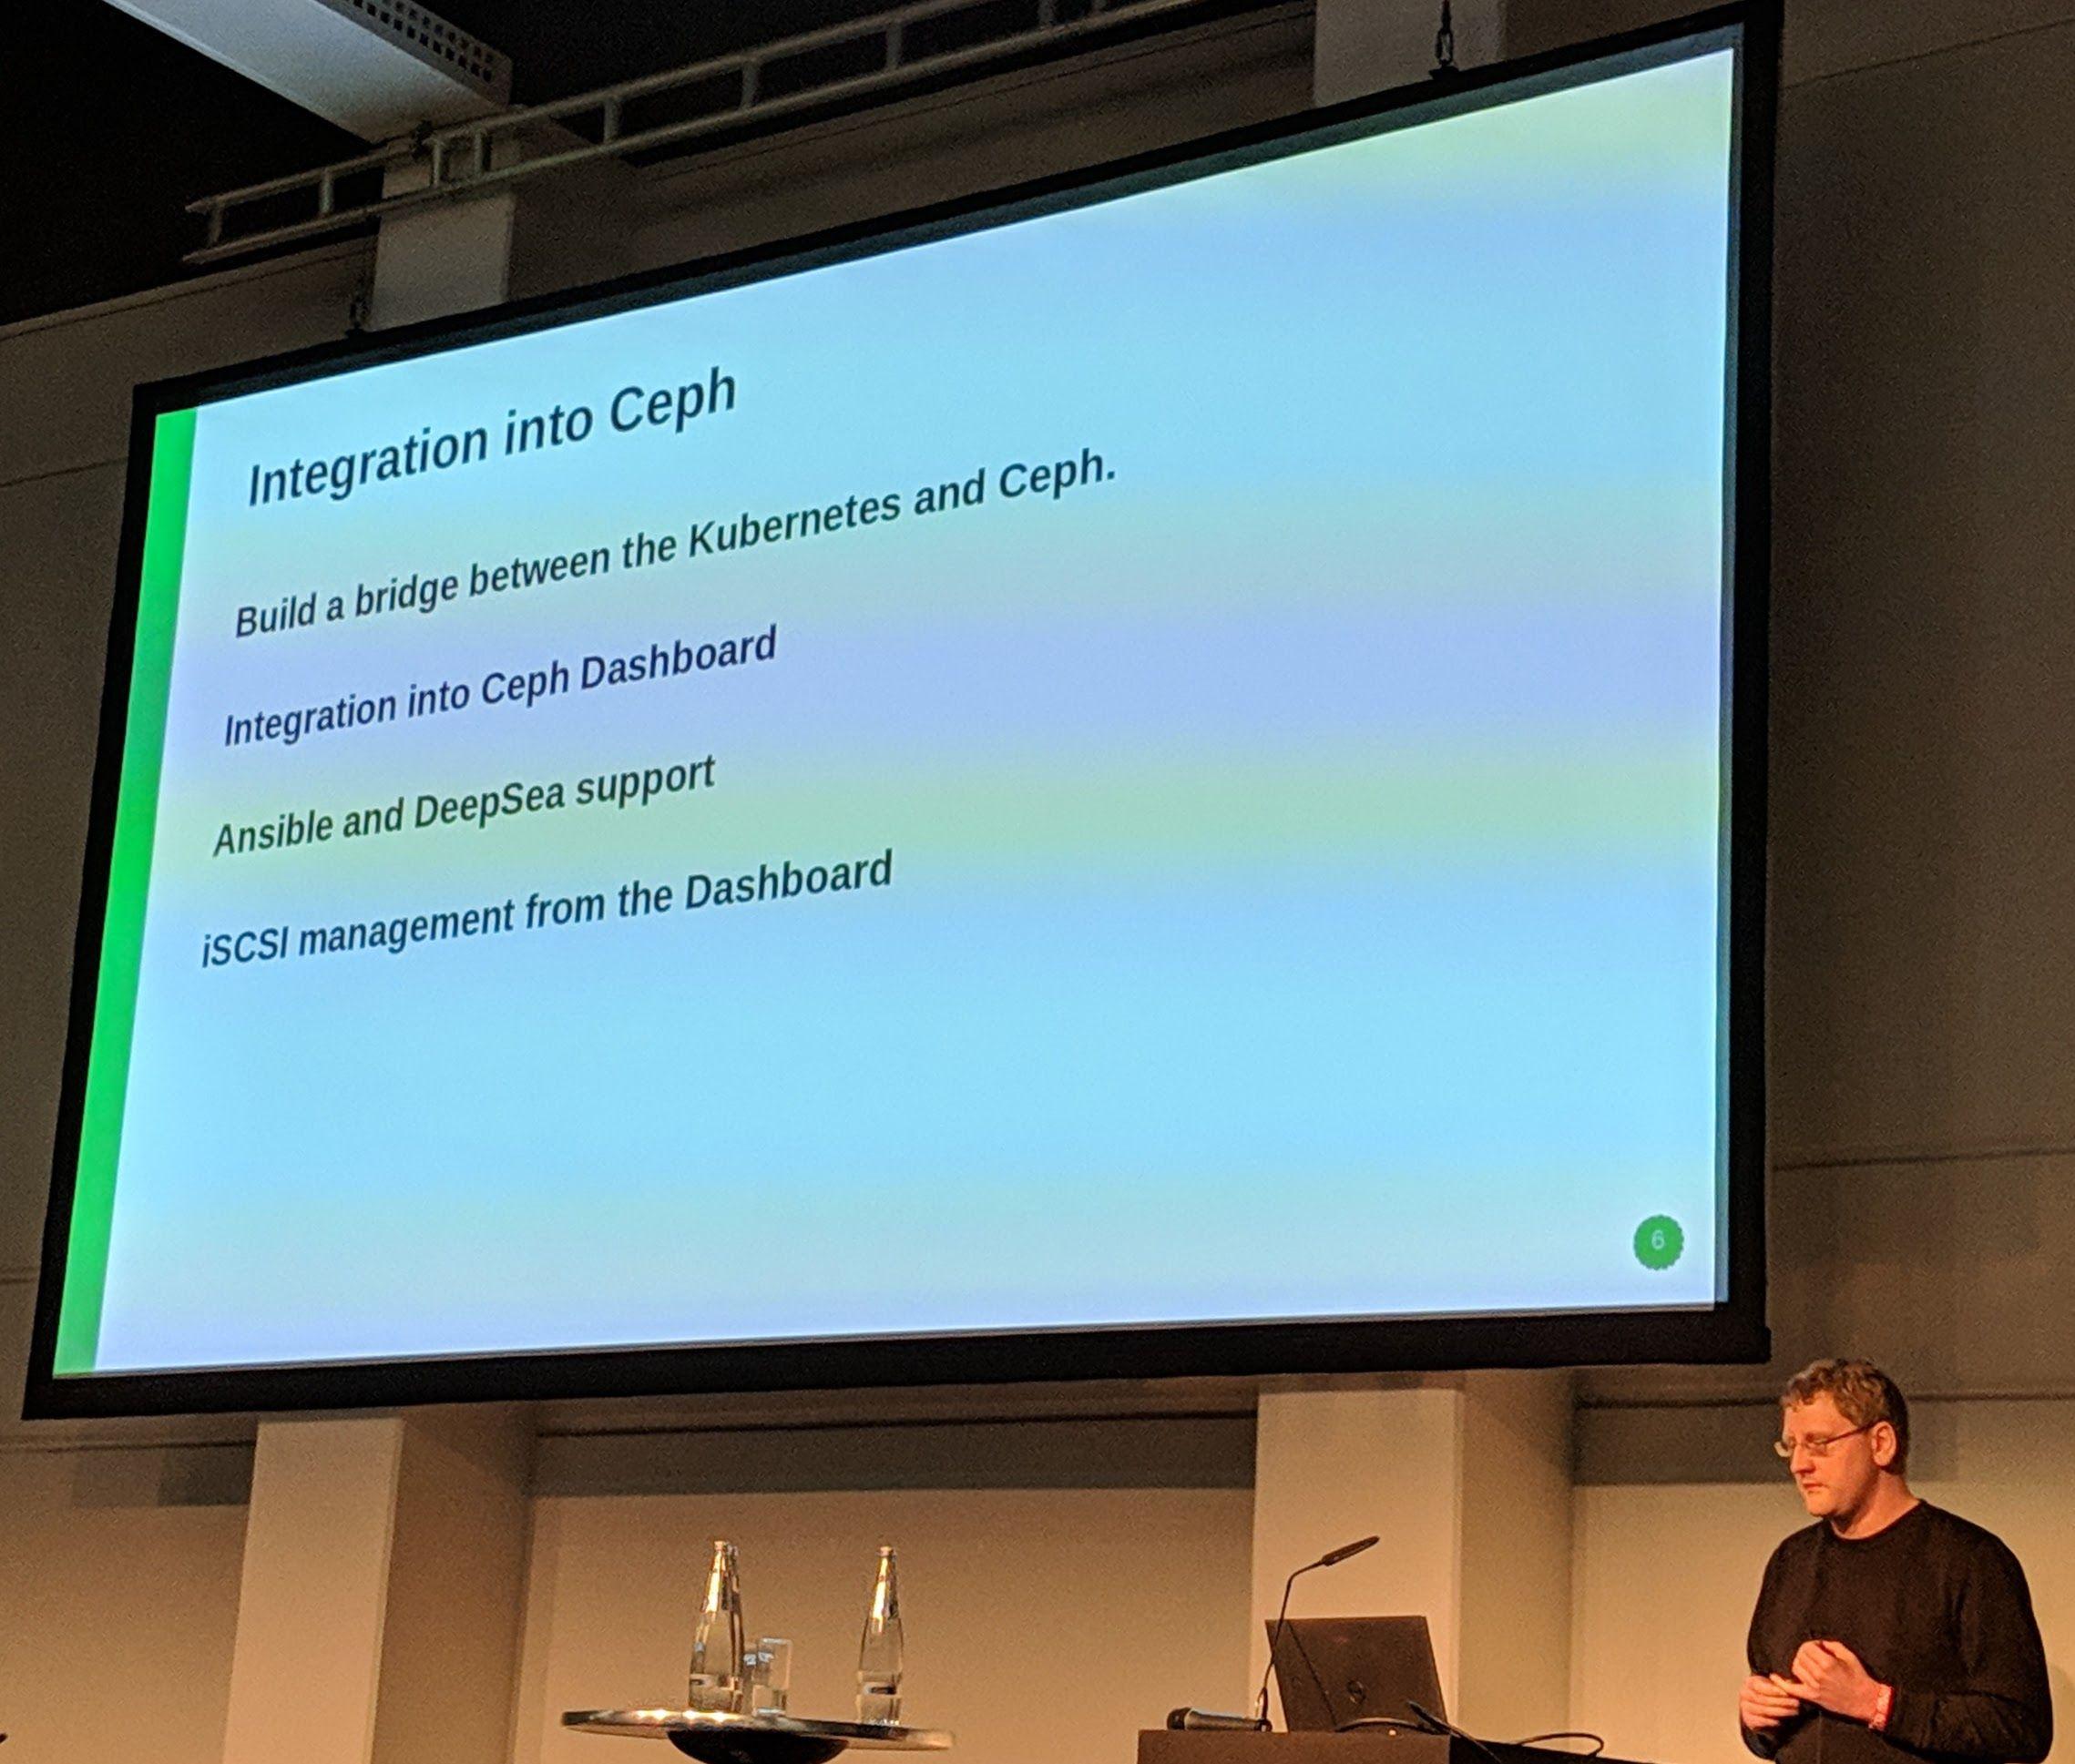 Integration into Ceph
Build a bridge between the Kubernetes and Ceph.
Integration into Ceph Dashboard
Ansible and DeepSea support
iSCSI management from the Dashboard
6